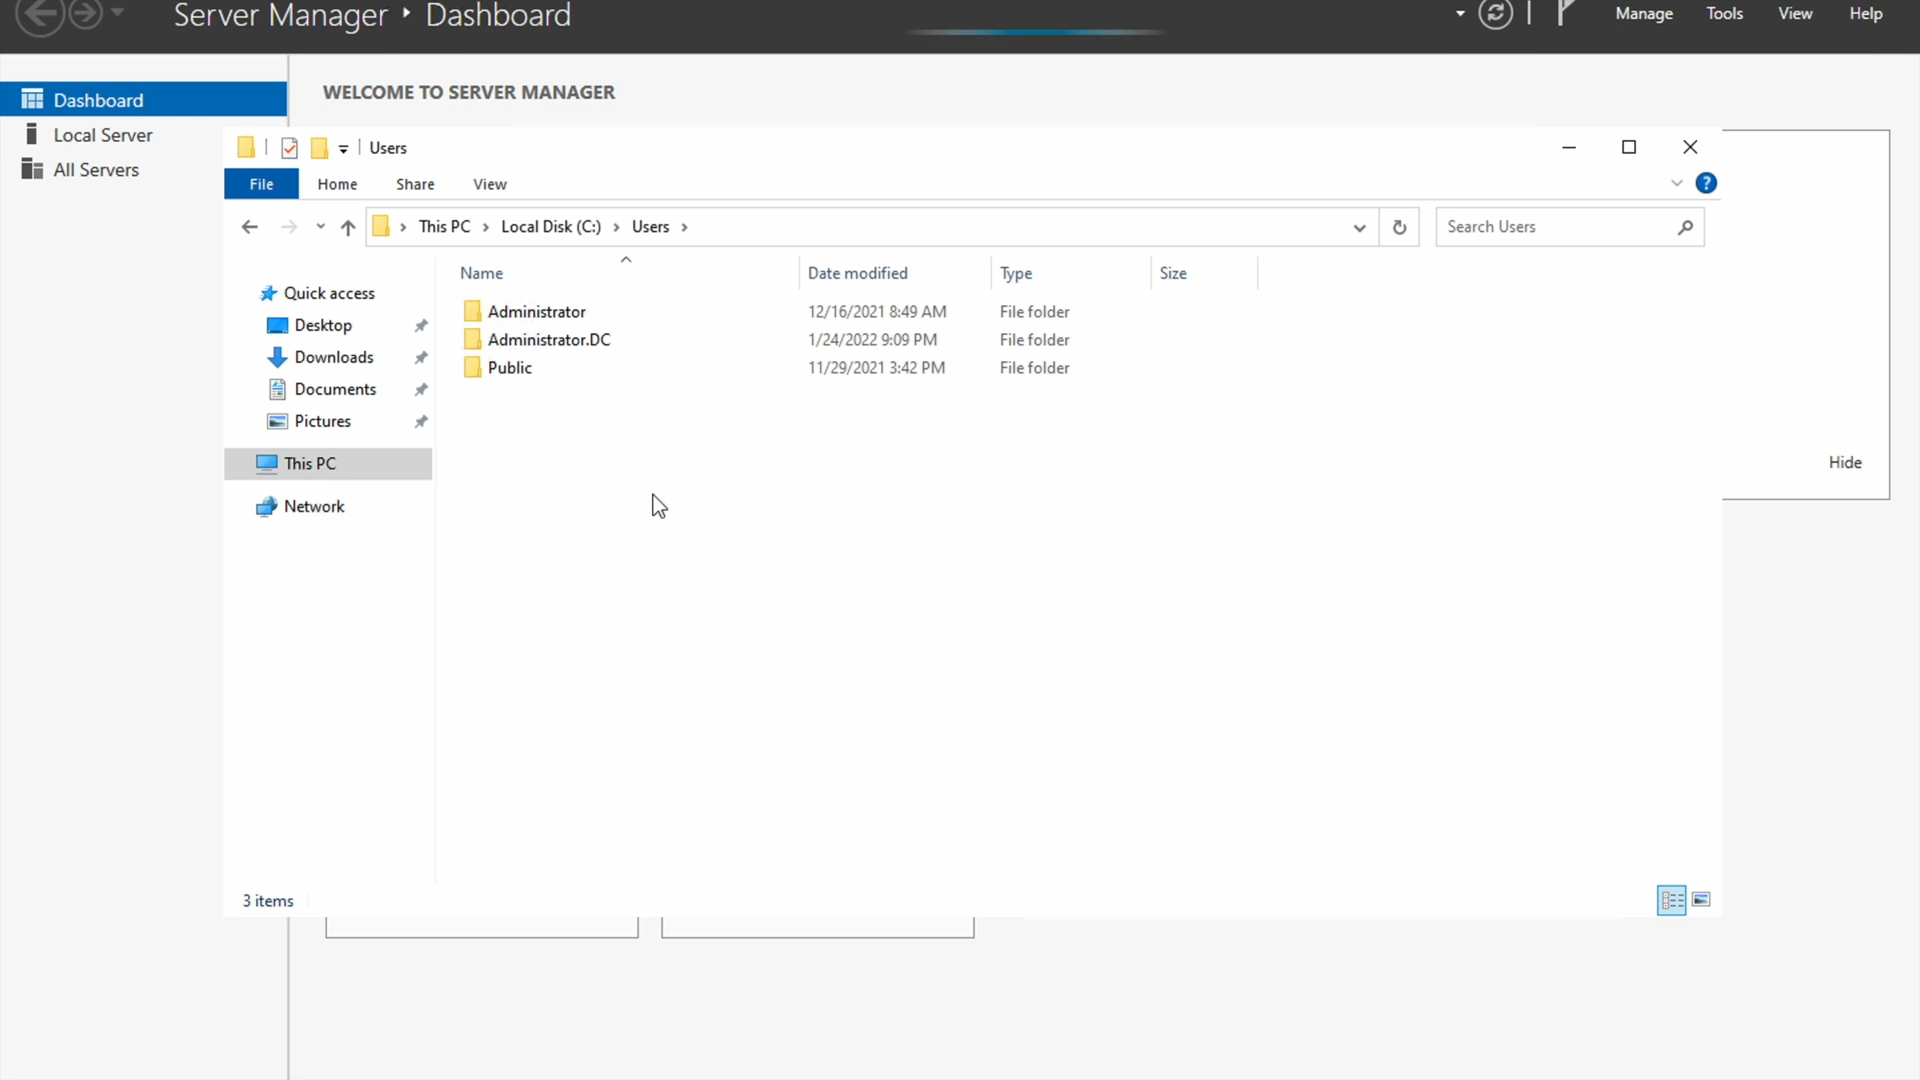 Server Manager Dashboard
Manage Tools View Help
WELCOME TO SERVER MANAGER
Dashboard
Local Server
All Servers
Users
File Home Share View
This PC Local Disk (C:) Users
Search Users
Name Date modified Type Size
Quick access
Desktop
Downloads
Documents
Pictures
This PC
Network
Administrator 12/16/2021 8:49 AM File folder
Administrator.DC 1/24/2022 9:09 PM File folder
Public 11/29/2021 3:42 PM File folder
Hide
3 items